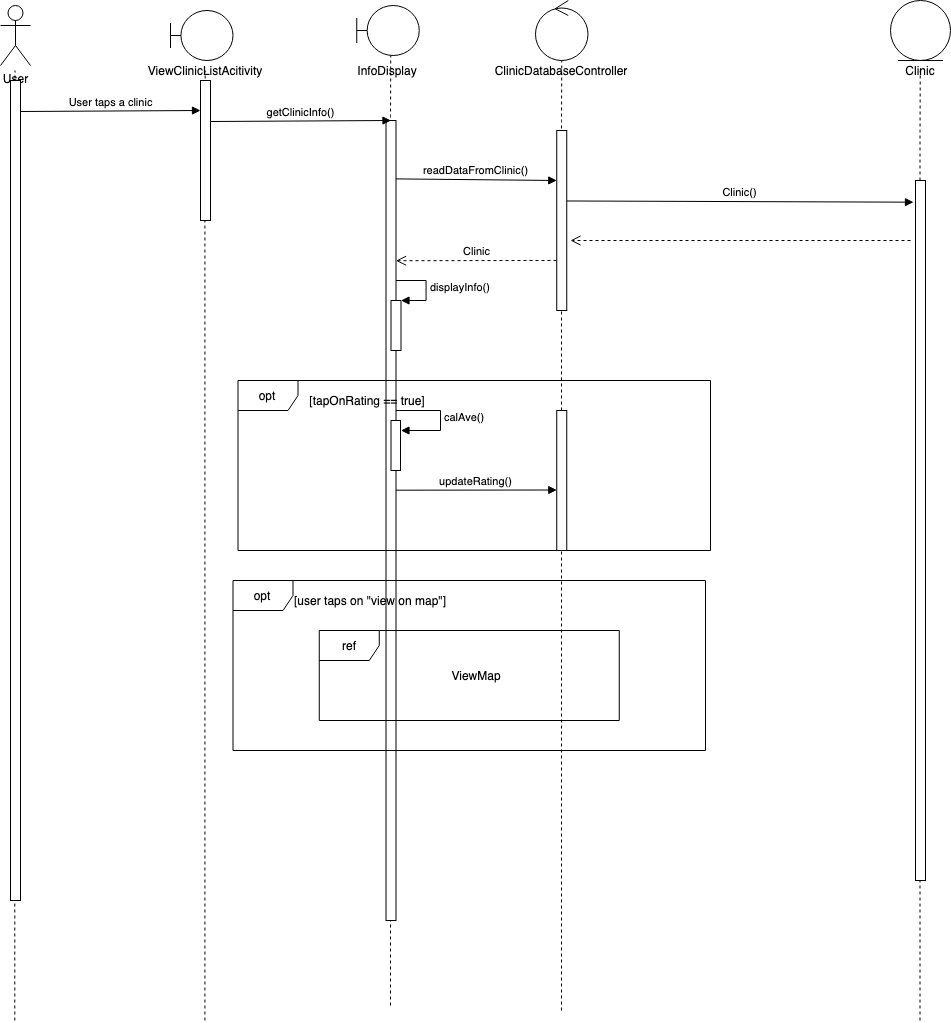 User
ViewClinicListAcitivity
InfoDisplay
ClinicDatabaseController
Clinic
User taps a clinic
getClinicInfo()
readDataFromClinic()
Clinic()
Clinic
displayInfo()
opt
[tapOnRating == true]
calAve()
updateRating()
opt
[user taps on "view on map"]
ref
ViewMap